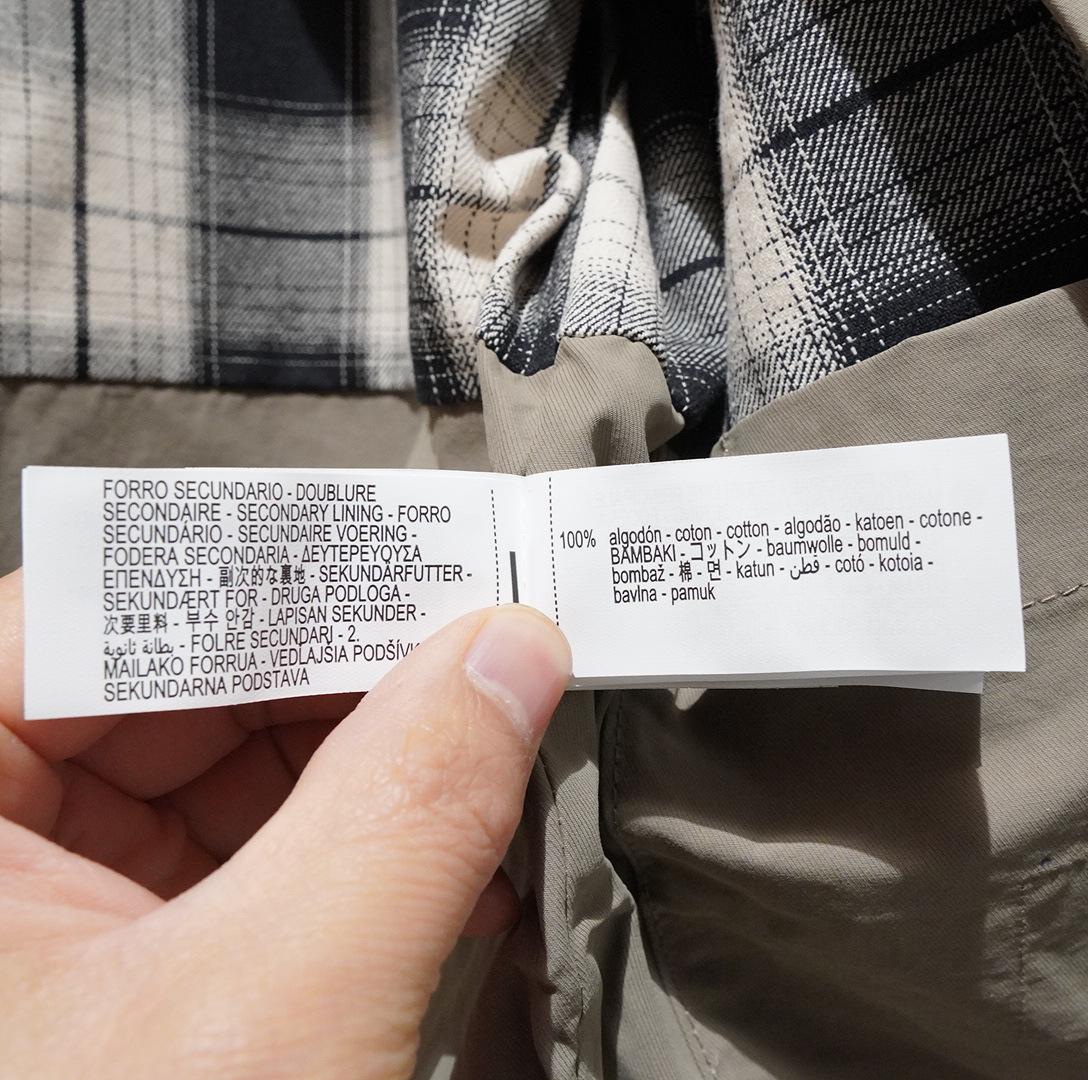 FORRO SECUNDARIO - DOUBLURE
SECONDAIRE - SECONDARY LINING - FORRO
SECUNDÁRIO - SECUNDAIRE VOERING -
FODERA SECONDARIA - ΔΕΥΤΕΡΕΥΟΥΣΑ
ΕΠΕΝΔΥΣΗ - 副次的な裏地 - SEKUNDÄRFUTTER -
SEKUNDÆRT FOR - DRUGA PODLOGA -
次要里料 - 부수 안감 - LAPISAN SEKUNDER -
بطانة ثانوية - FOLRE SECUNDARI - 2.
MAILAKO FORRUA - VEDLAJŠIA PODŠÍVK
SEKUNDARNA PODSTAVA
100% algodón - coton - cotton - algodão - katoen - cotone -
ΒΑΜΒΑΚΙ - コットン - baumwolle - bomuld -
bombaž - 棉 - 면 - katun - قطن - cotó - kotoia -
bavlna - pamuk